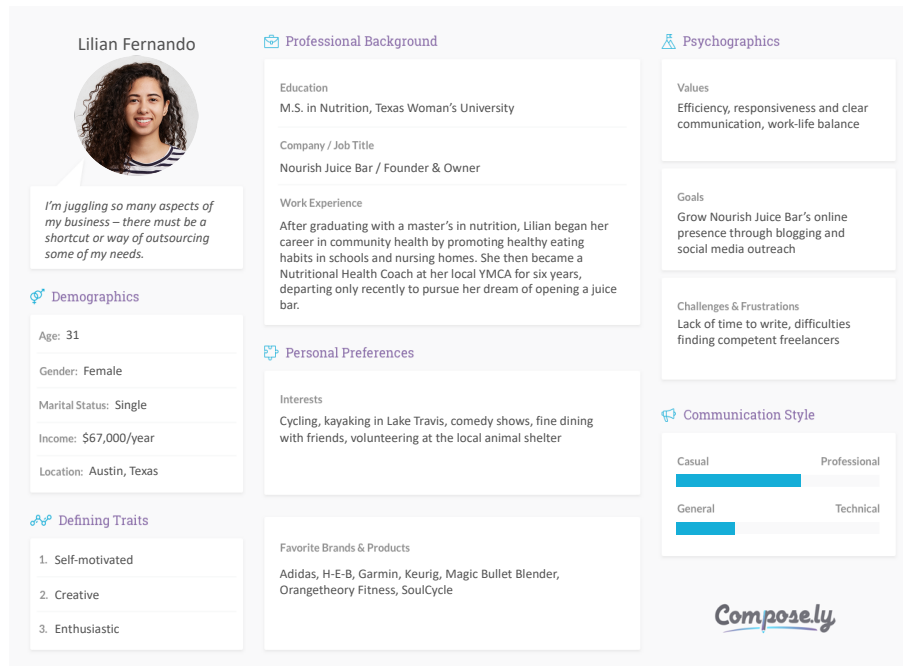 Lilian Fernando
I'm juggling so many aspects of
my business – there must be a
shortcut or way of outsourcing
some of my needs.
Demographics
Age: 31
Gender: Female
Marital Status: Single
Income: $67,000/year
Location: Austin, Texas
Defining Traits
1. Self-motivated
2. Creative
3. Enthusiastic
Professional Background
Education
M.S. in Nutrition, Texas Woman's University
Company / Job Title
Nourish Juice Bar / Founder & Owner
Work Experience
After graduating with a master's in nutrition, Lilian began her
career in community health by promoting healthy eating
habits in schools and nursing homes. She then became a
Nutritional Health Coach at her local YMCA for six years,
departing only recently to pursue her dream of opening a juice
bar.
Personal Preferences
Interests
Cycling, kayaking in Lake Travis, comedy shows, fine dining
with friends, volunteering at the local animal shelter
Favorite Brands & Products
Adidas, H-E-B, Garmin, Keurig, Magic Bullet Blender,
Orangetheory Fitness, SoulCycle
Psychographics
Values
Efficiency, responsiveness and clear
communication, work-life balance
Goals
Grow Nourish Juice Bar's online
presence through blogging and
social media outreach
Challenges & Frustrations
Lack of time to write, difficulties
finding competent freelancers
Communication Style
Casual Professional
General Technical
Compose.ly